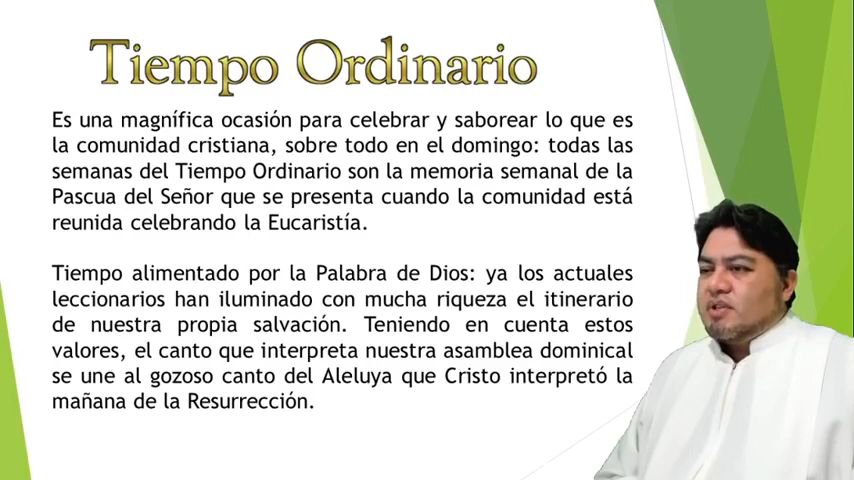 Tiempo Ordinario
Es una magnífica ocasión para celebrar y saborear lo que es
la comunidad cristiana, sobre todo en el domingo: todas las
semanas del Tiempo Ordinario son la memoria semanal de la
Pascua del Señor que se presenta cuando la comunidad está
reunida celebrando la Eucaristía.
Tiempo alimentado por la Palabra de Dios: ya los actuales
leccionarios han iluminado con mucha riqueza el itinerario
de nuestra propia salvación. Teniendo en cuenta estos
valores, el canto que interpreta nuestra asamblea dominical
se une al gozoso canto del Aleluya que Cristo interpretó la
mañana de la Resurrección.